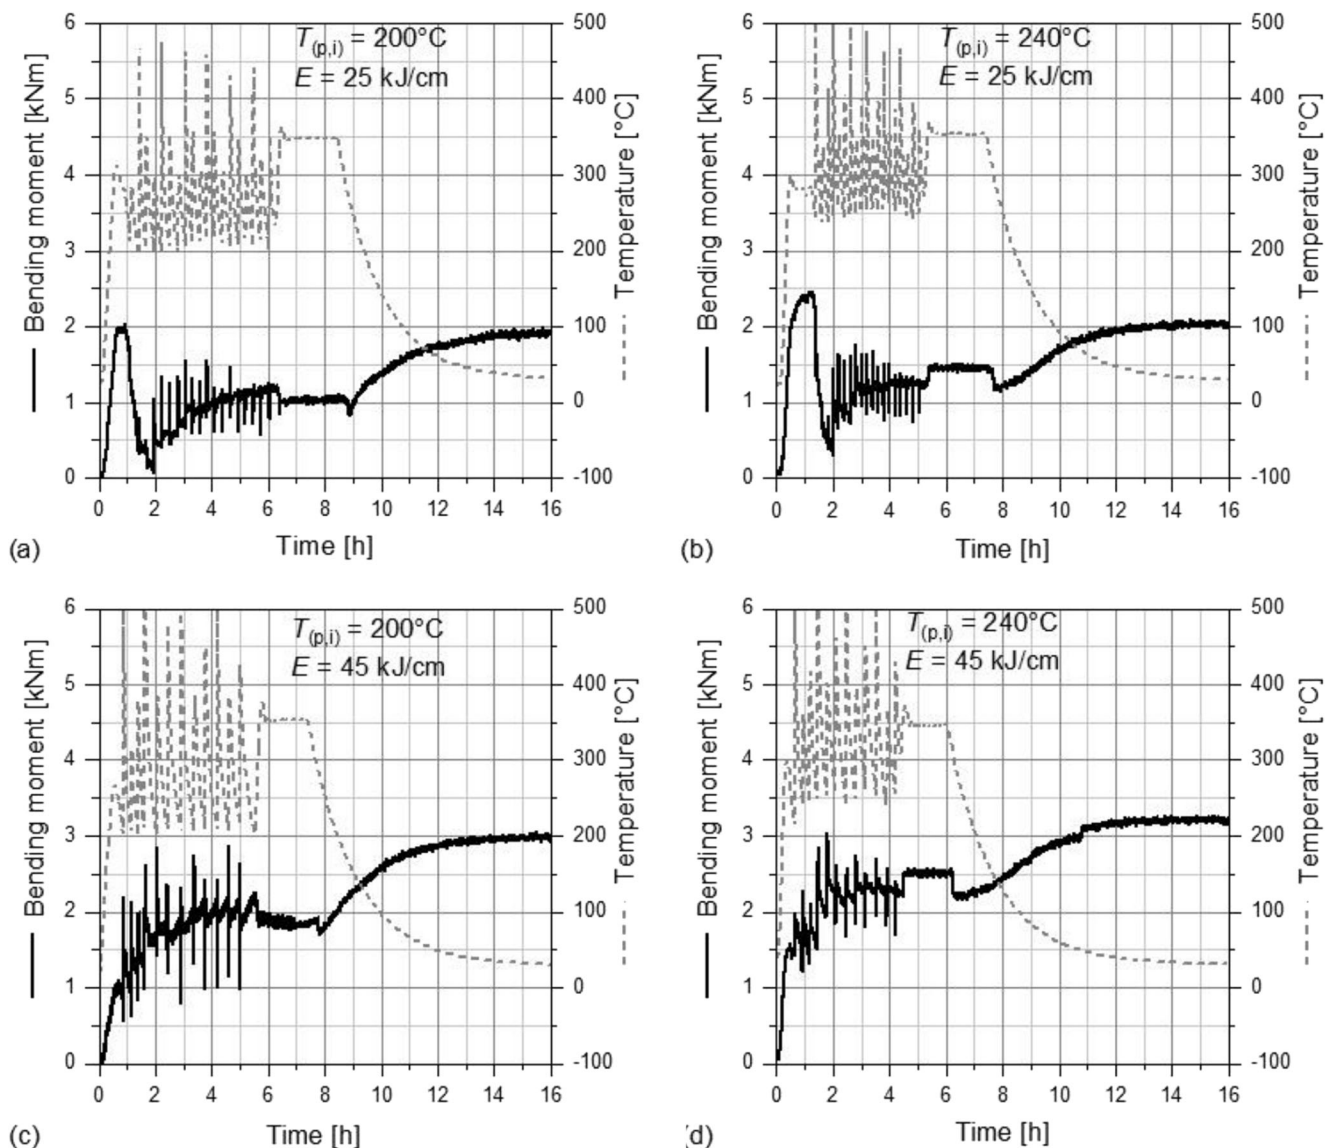 6
5
4
3
2
1
0
Bending moment [kNm]
T(p,i) = 200°C
E = 25 kJ/cm
500
400
300
200
100
0
-100
Temperature [°C]
0 2 4 6 8 10 12 14 16
(a)
Time [h]
6
5
4
3
2
1
0
Bending moment [kNm]
T(p,i) = 240°C
E = 25 kJ/cm
500
400
300
200
100
0
-100
Temperature [°C]
0 2 4 6 8 10 12 14 16
(b)
Time [h]
6
5
4
3
2
1
0
Bending moment [kNm]
T(p,i) = 200°C
E = 45 kJ/cm
500
400
300
200
100
0
-100
Temperature [°C]
0 2 4 6 8 10 12 14 16
(c)
Time [h]
6
5
4
3
2
1
0
Bending moment [kNm]
T(p,i) = 240°C
E = 45 kJ/cm
500
400
300
200
100
0
-100
Temperature [°C]
0 2 4 6 8 10 12 14 16
(d)
Time [h]